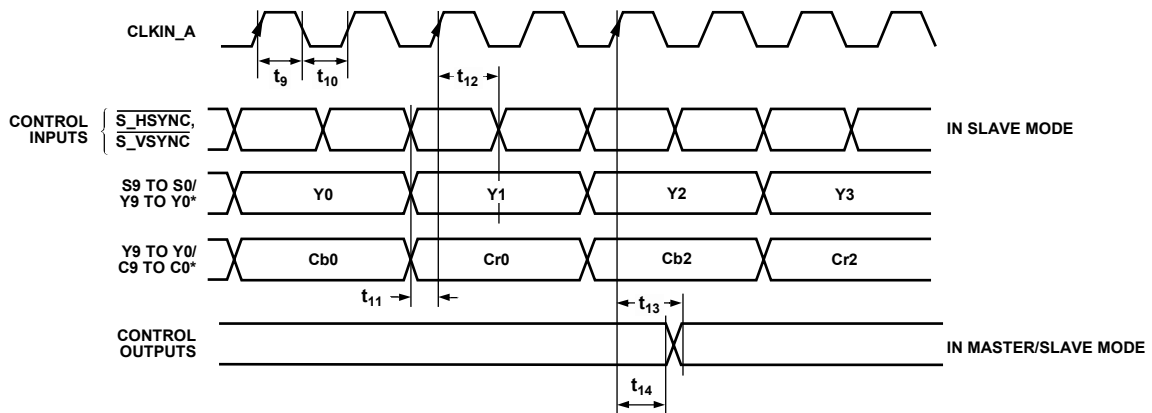 CLKIN_A
t9
t10
t12
CONTROL INPUTS
S_HSYNC,
S_VSYNC
IN SLAVE MODE
S9 TO S0/
Y9 TO Y0*
Y0
Y1
Y2
Y3
Y9 TO Y0/
C9 TO C0*
Cb0
Cr0
Cb2
Cr2
t11
t13
CONTROL
OUTPUTS
IN MASTER/SLAVE MODE
t14